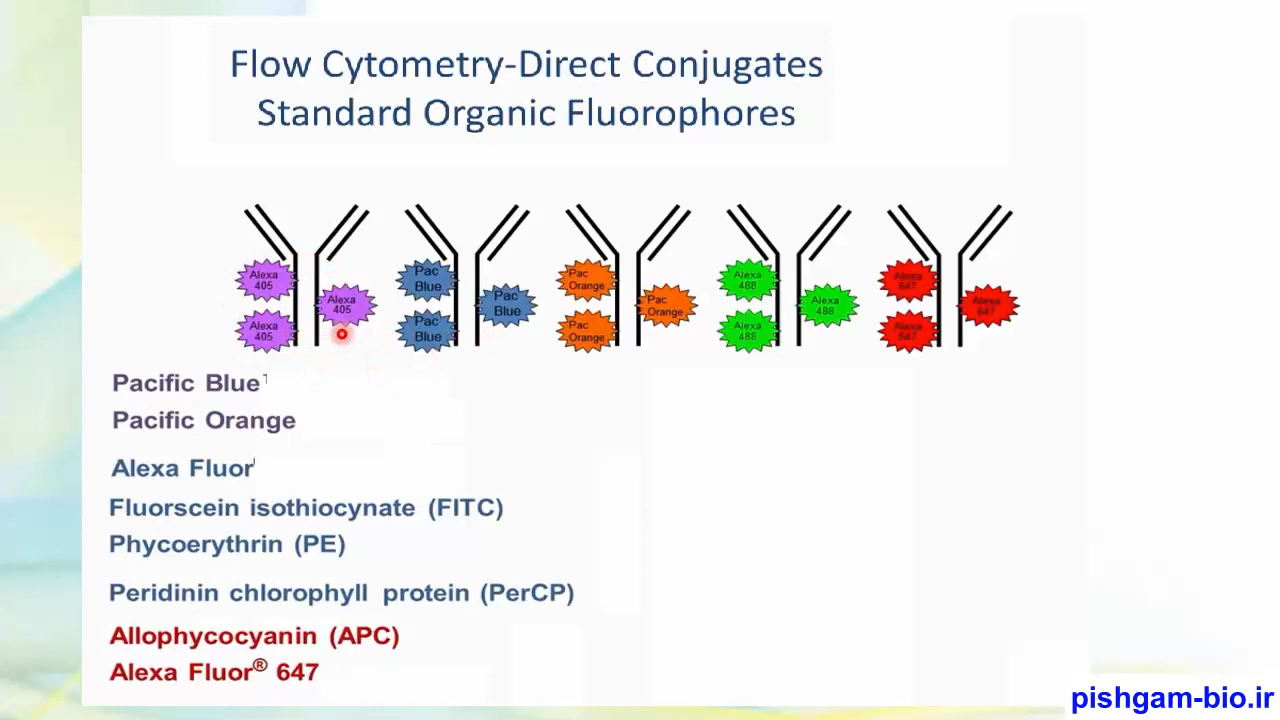 Flow Cytometry-Direct Conjugates
Standard Organic Fluorophores
Alexa 405
Alexa 405
Alexa 405
Pac Blue
Pac Blue
Pac Blue
Pac Orange
Pac Orange
Pac Orange
Alexa 488
Alexa 488
Alexa 488
Alexa 647
Alexa 647
Alexa 647
Pacific Blue
Pacific Orange
Alexa Fluor
Fluorscein isothiocynate (FITC)
Phycoerythrin (PE)
Peridinin chlorophyll protein (PerCP)
Allophycocyanin (APC)
Alexa Fluor® 647
pishgam-bio.ir